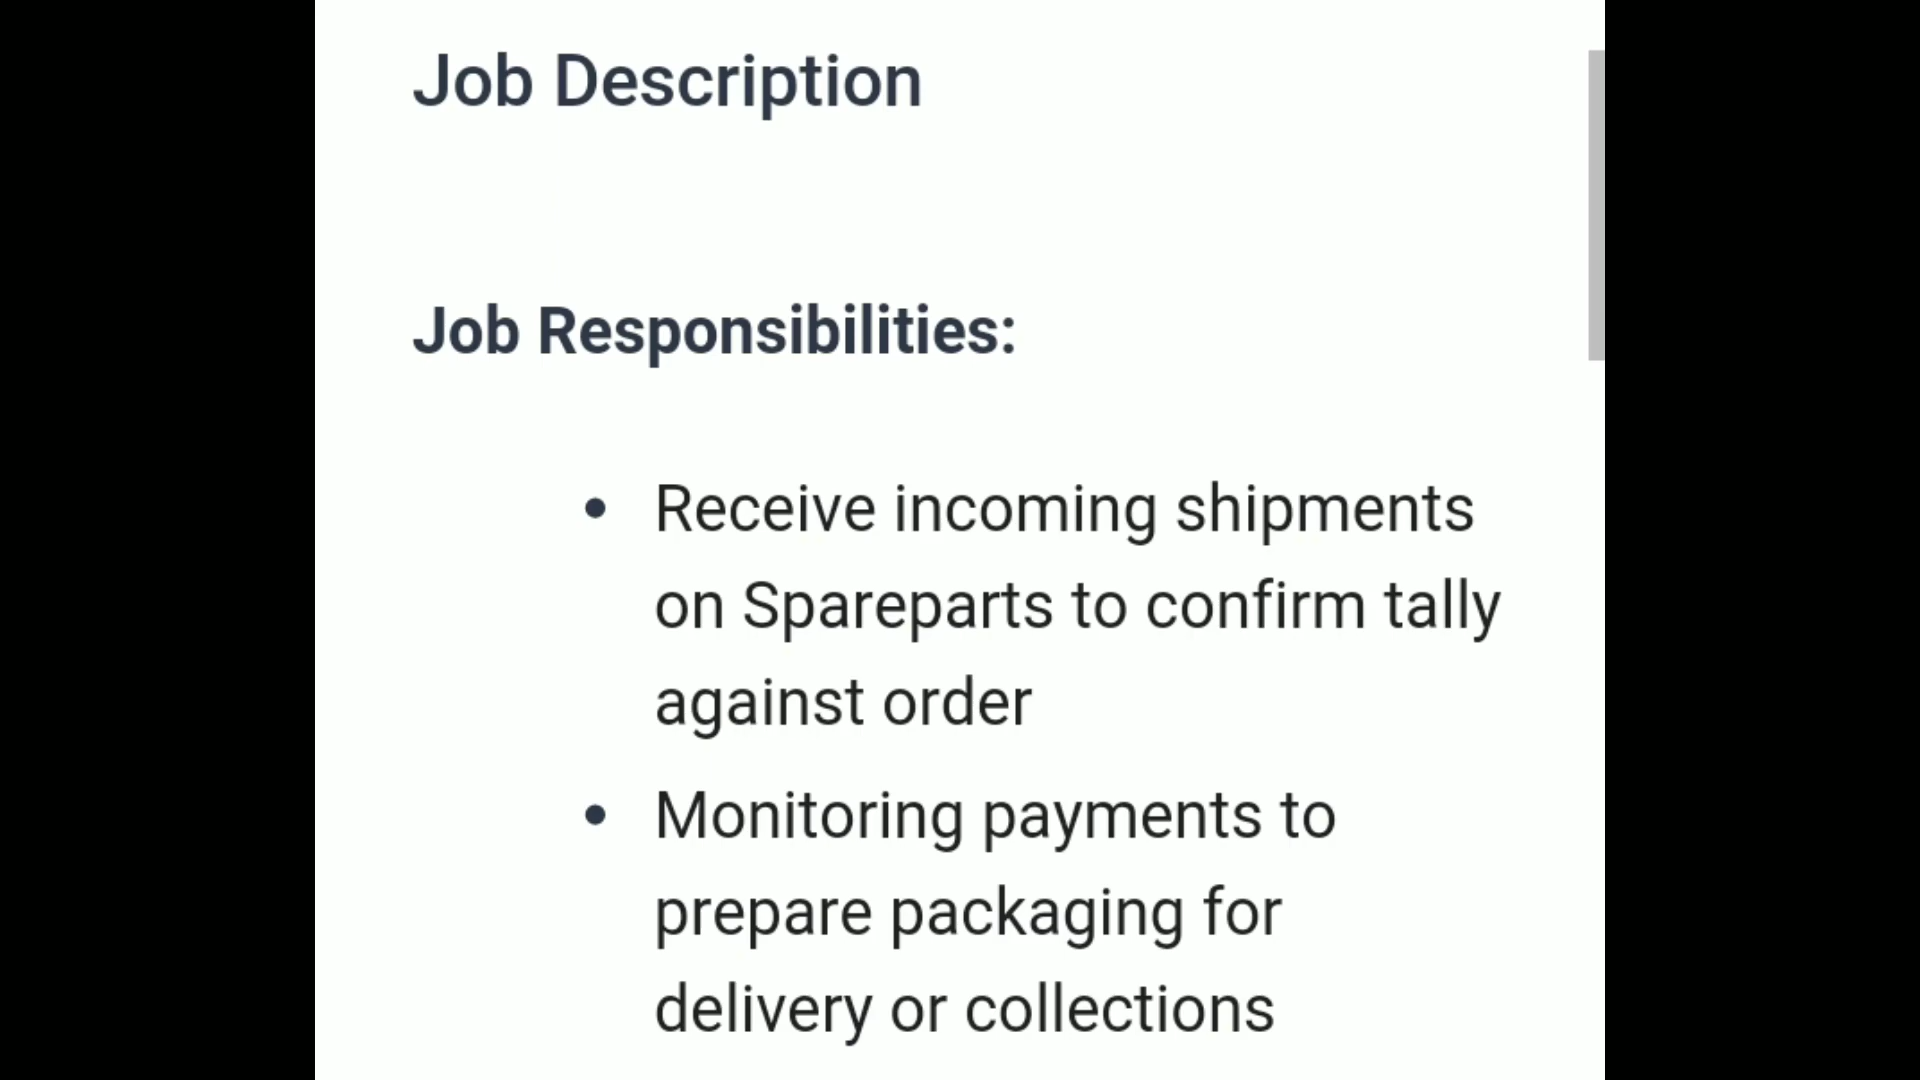 Job Description
Job Responsibilities:
• Receive incoming shipments
on Spareparts to confirm tally
against order
• Monitoring payments to
prepare packaging for
delivery or collections